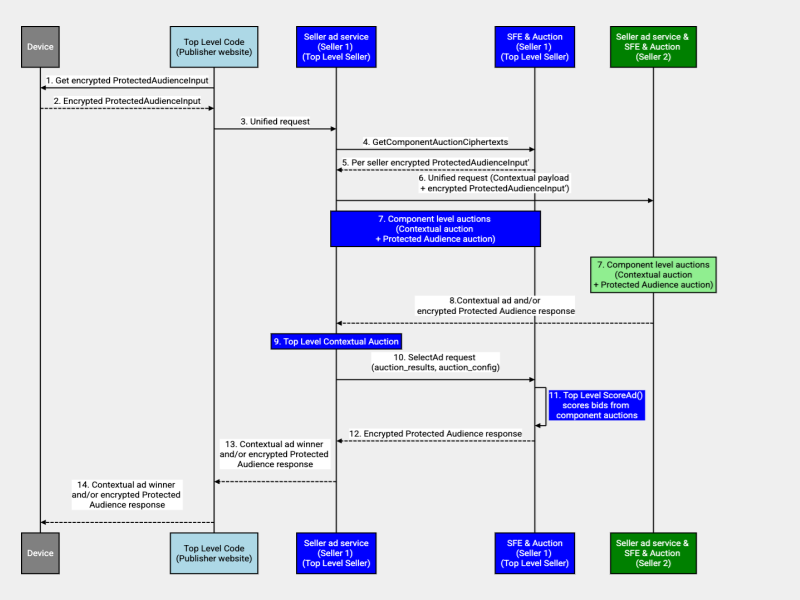 Device
Top Level Code
(Publisher website)
Seller ad service
(Seller 1)
(Top Level Seller)
SFE & Auction
(Seller 1)
(Top Level Seller)
Seller ad service &
SFE & Auction
(Seller 2)
1. Get encrypted ProtectedAudienceInput
2. Encrypted ProtectedAudienceInput
3. Unified request
4. GetComponentAuctionCiphertexts
5. Per seller encrypted ProtectedAudienceInput'
6. Unified request (Contextual payload
+ encrypted ProtectedAudienceInput')
7. Component level auctions
(Contextual auction
+ Protected Audience auction)
7. Component level auctions
(Contextual auction
+ Protected Audience auction)
8.Contextual ad and/or
encrypted Protected Audience response
9. Top Level Contextual Auction
10. SelectAd request
(auction_results, auction_config)
11. Top Level ScoreAd()
scores bids from
component auctions
12. Encrypted Protected Audience response
13. Contextual ad winner
and/or encrypted Protected
Audience response
14. Contextual ad winner
and/or encrypted Protected
Audience response
Device
Top Level Code
(Publisher website)
Seller ad service
(Seller 1)
(Top Level Seller)
SFE & Auction
(Seller 1)
(Top Level Seller)
Seller ad service &
SFE & Auction
(Seller 2)